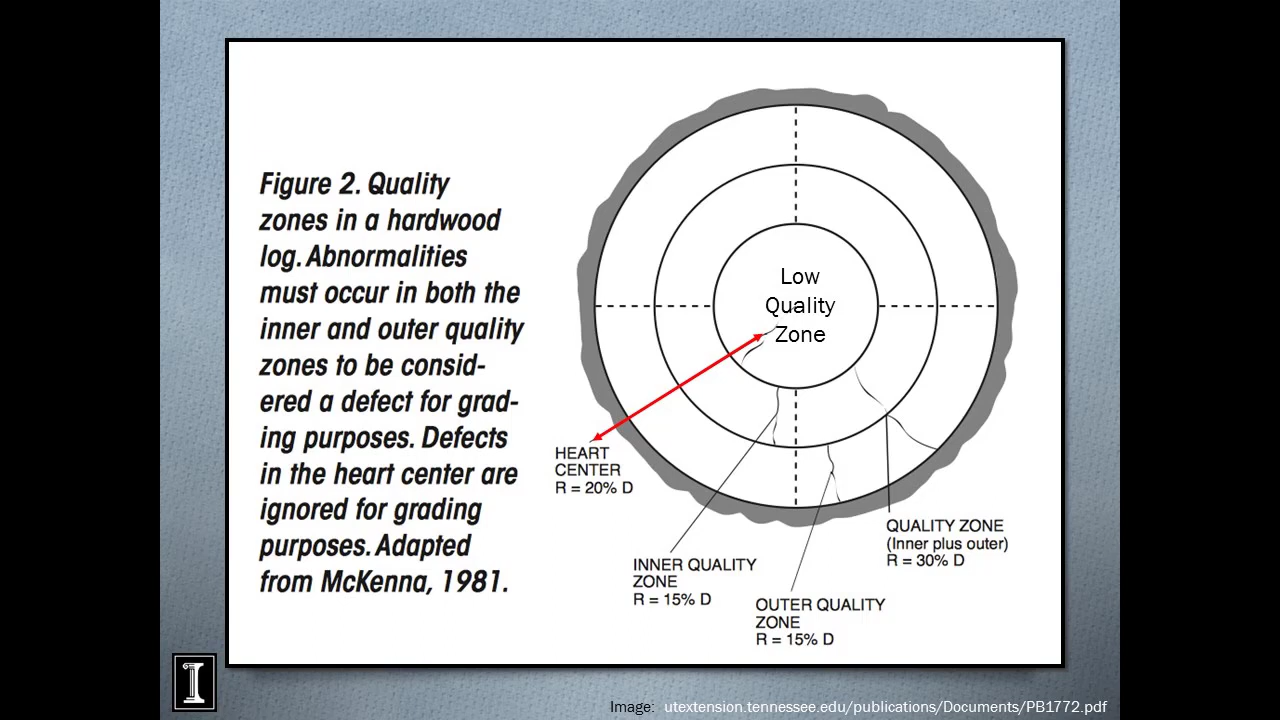 Figure 2. Quality
zones in a hardwood
log. Abnormalities
must occur in both the
inner and outer quality
zones to be consid-
ered a defect for grad-
ing purposes. Defects
in the heart center are
ignored for grading
purposes. Adapted
from McKenna, 1981.
Low
Quality
Zone
HEART
CENTER
R = 20% D
INNER QUALITY
ZONE
R = 15% D
OUTER QUALITY
ZONE
R = 15% D
QUALITY ZONE
(Inner plus outer)
R = 30% D
I
Image: utextension.tennessee.edu/publications/Documents/PB1772.pdf